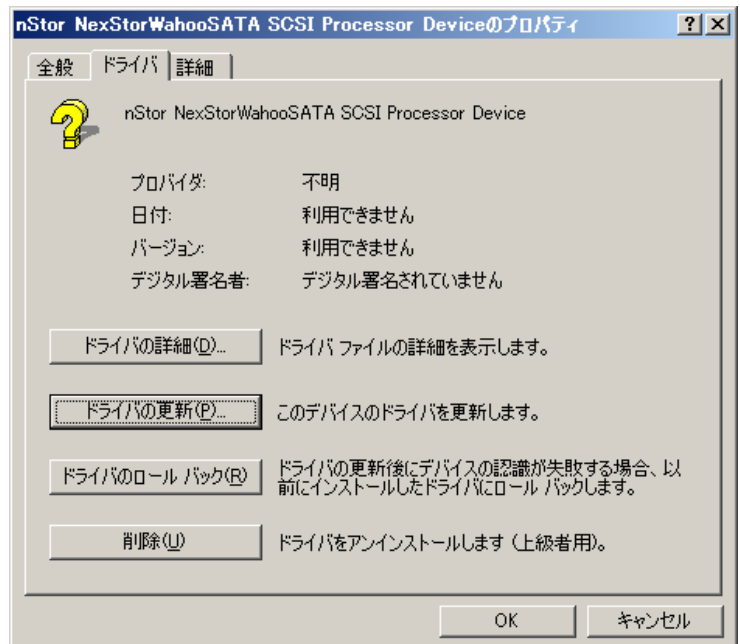 nStor NexStorWahooSATA SCSI Processor Deviceのプロパティ
全般 ドライバ 詳細
nStor NexStorWahooSATA SCSI Processor Device
プロバイダ: 不明
日付: 利用できません
バージョン: 利用できません
デジタル署名者: デジタル署名されていません
ドライバの詳細(D)... ドライバ ファイルの詳細を表示します。
ドライバの更新(P)... このデバイスのドライバを更新します。
ドライバのロール バック(R) ドライバの更新後にデバイスの認識が失敗する場合、以
前にインストールしたドライバにロール バックします。
削除(U) ドライバをアンインストールします (上級者用)。
OK キャンセル